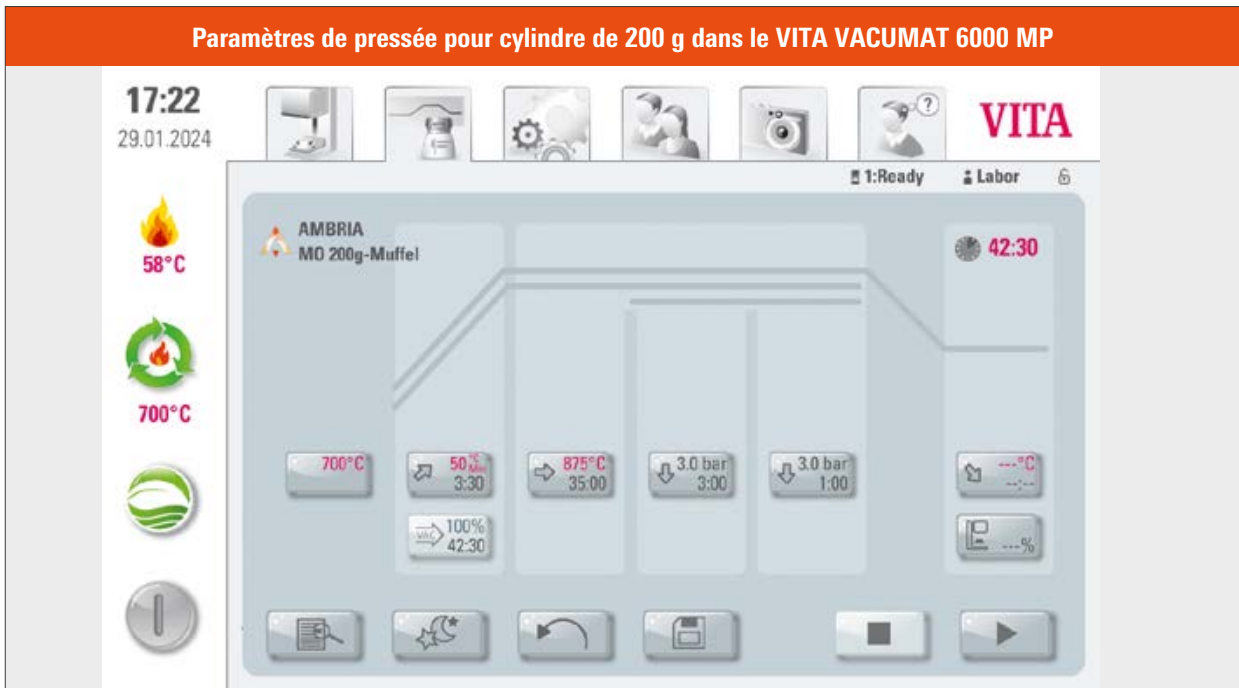 Paramètres de pressée pour cylindre de 200 g dans le VITA VACUMAT 6000 MP
17:22
29.01.2024
?
VITA
1:Ready
Labor
58°C
AMBRIA
MO 200g-Muffel
42:30
700°C
700°C
50 °C/Min
3:30
875°C
35:00
3.0 bar
3:00
3.0 bar
1:00
---°C
--:--
VAC
100%
42:30
---%